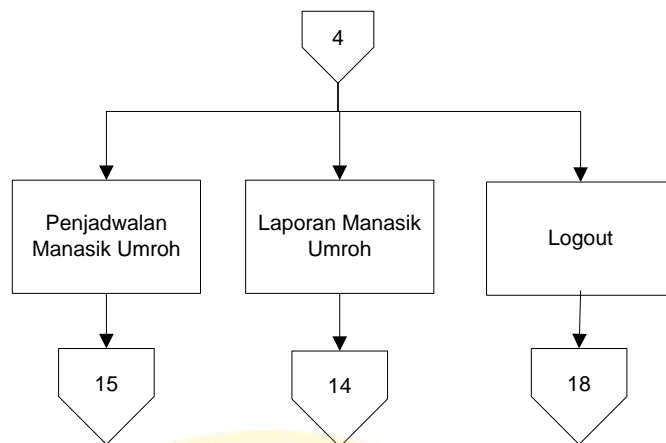 4
Penjadwalan
Manasik Umroh
Laporan Manasik
Umroh
Logout
15
14
18